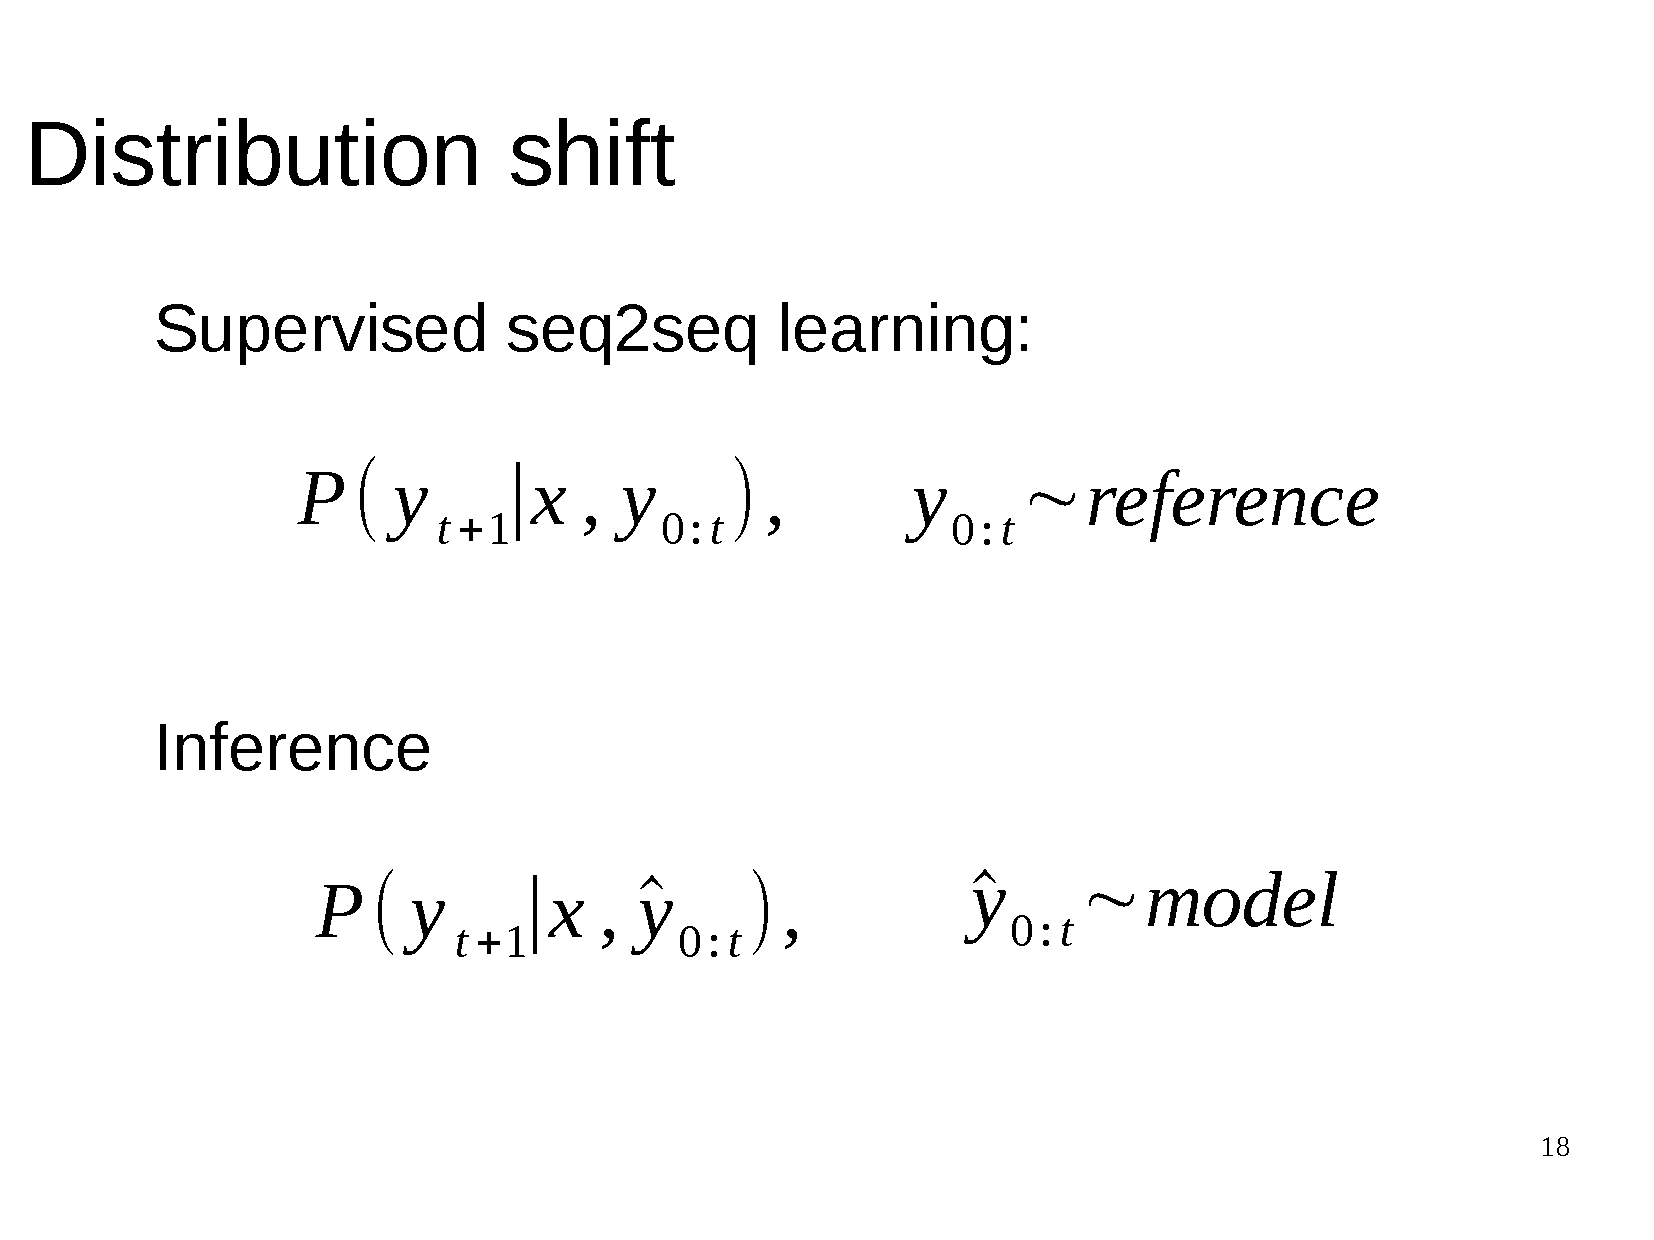 Distribution shift
Supervised seq2seq learning:
P(y_{t+1}|x, y_{0:t}), y_{0:t}~reference
Inference
P(y_{t+1}|x, ŷ_{0:t}), ŷ_{0:t}~model
18